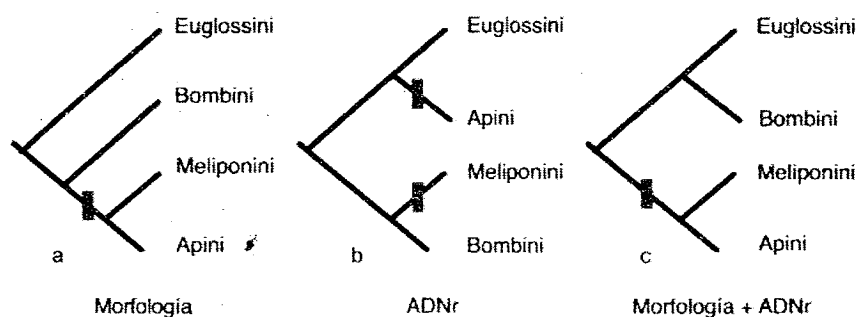 Euglossini
Bombini
Meliponini
Apini
a
Morfología
Euglossini
Apini
Meliponini
Bombini
b
ADNr
Euglossini
Bombini
Meliponini
Apini
c
Morfología + ADNr